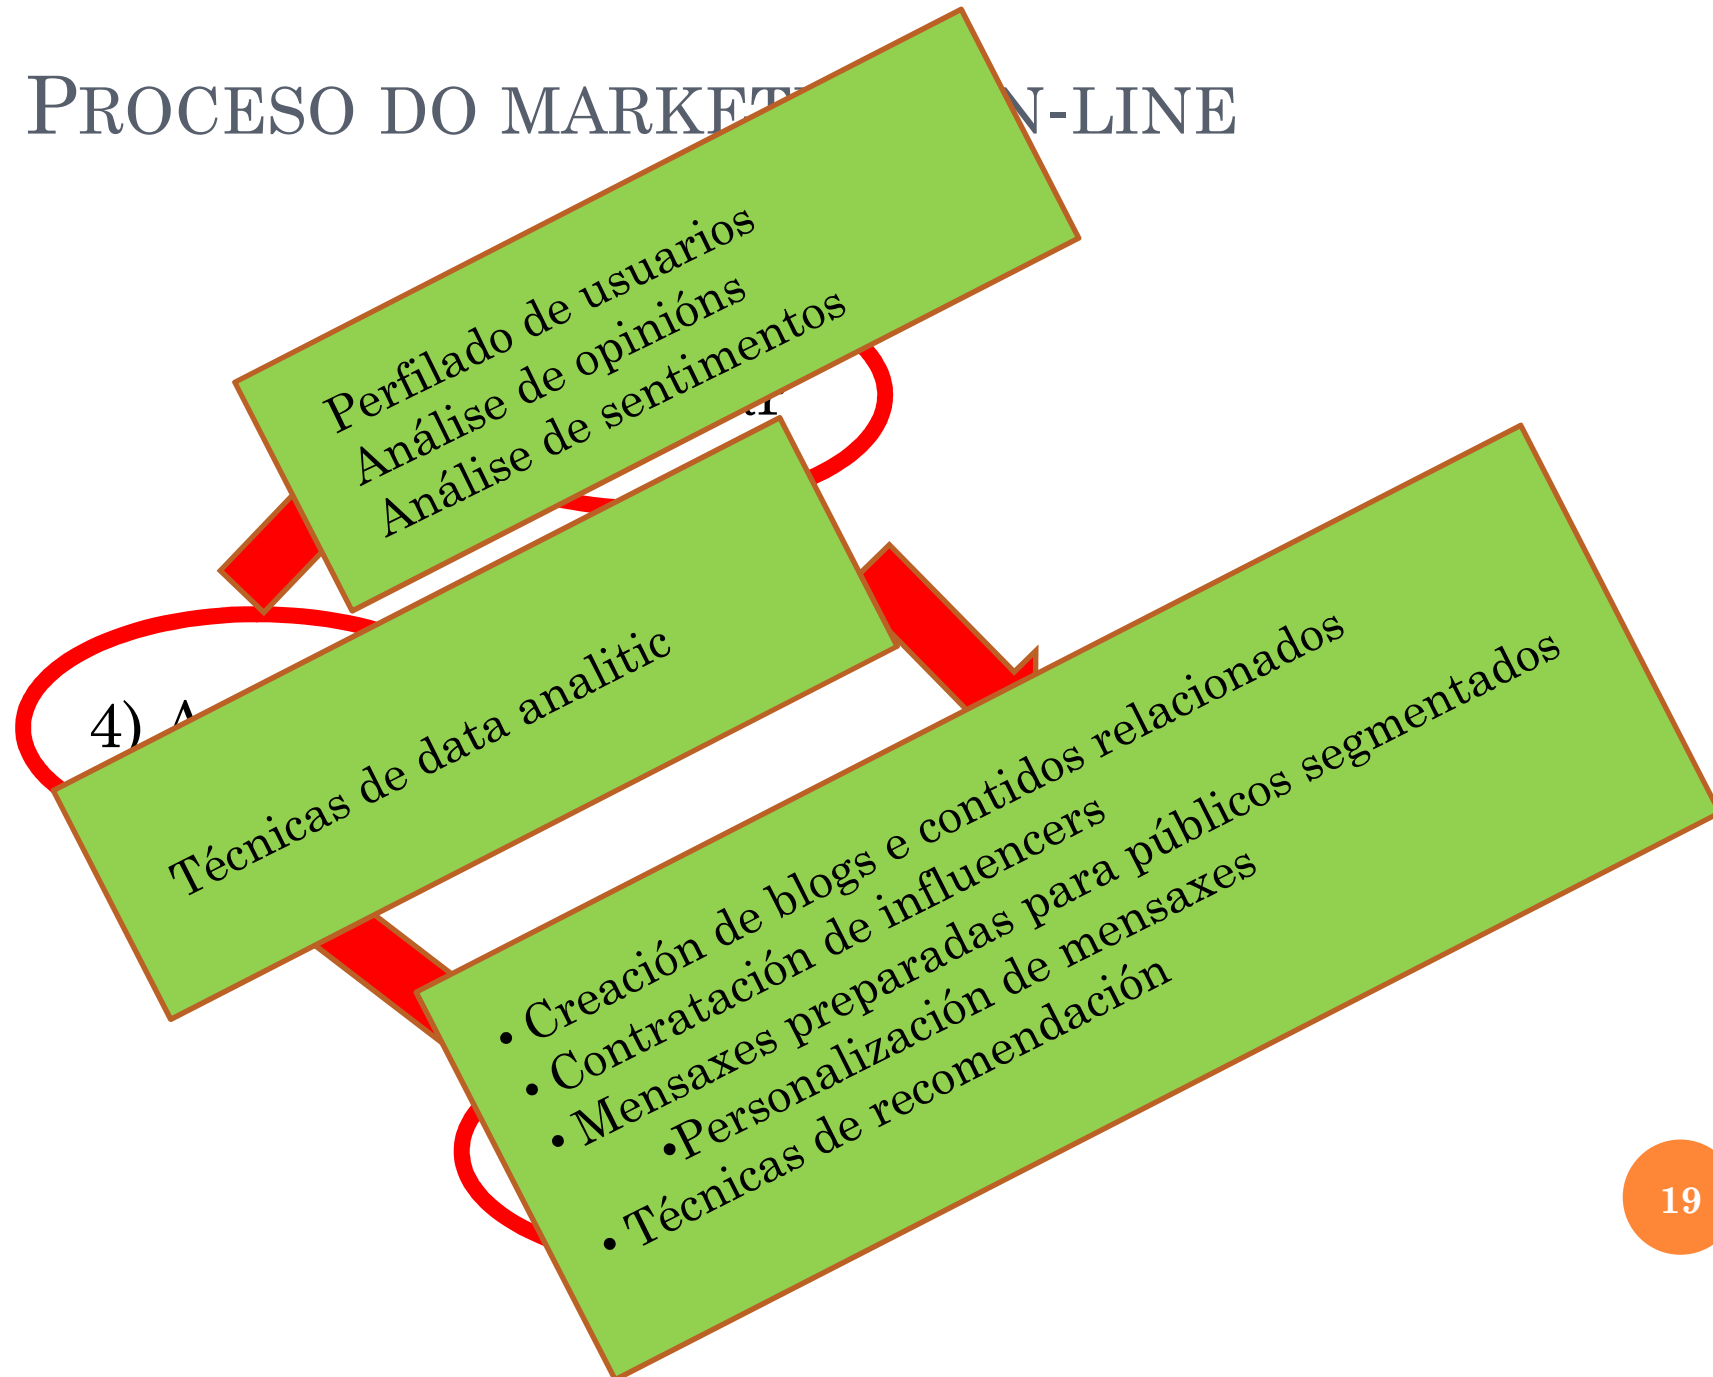 PROCESO DO N-LINE
Perfilado de usuarios
Análise de opinións
Análise de sentimentos
4)
Técnicas de data analitic
• Creación de blogs e contidos relacionados
• Contratación de influencers
• Mensaxes preparadas para públicos segmentados
•Personalización de mensaxes
• Técnicas de recomendación
19